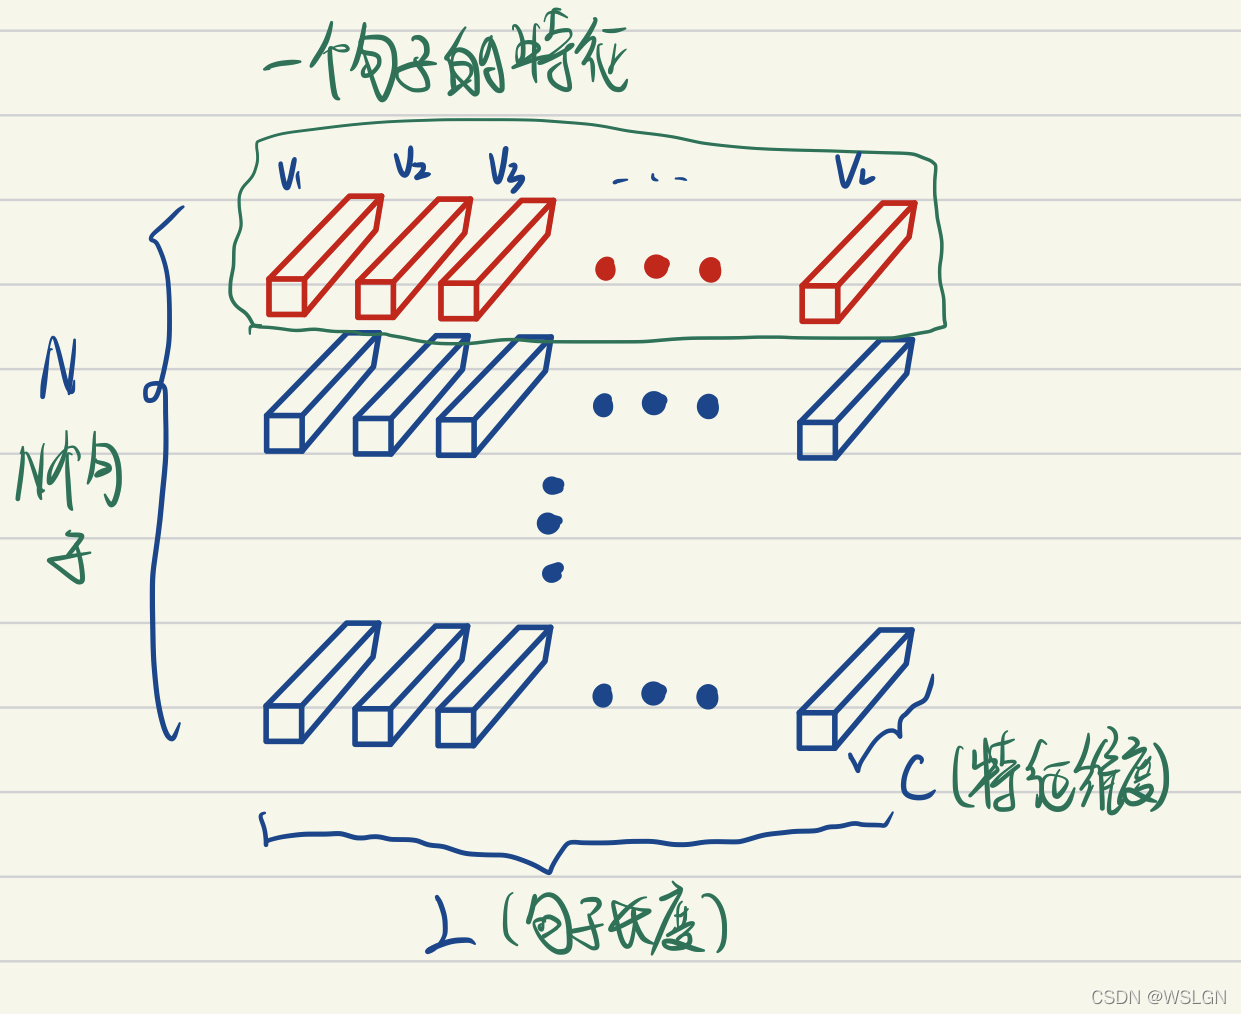 一个句子的特征
V₁ V₂ V₃ - · - V_L
N
N个句
子
C (特征维度)
L (句子长度)
CSDN @WSLGN